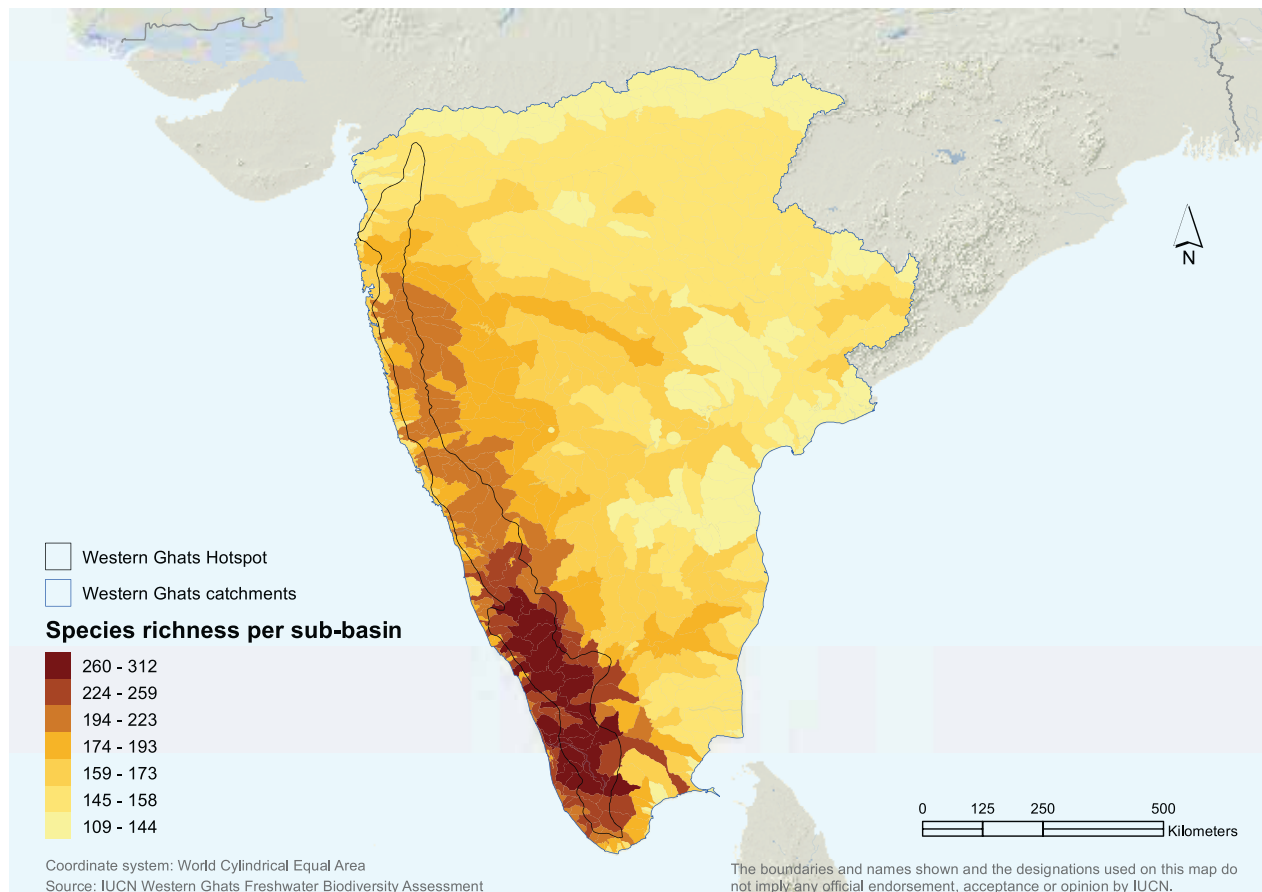 N
Western Ghats Hotspot
Western Ghats catchments
Species richness per sub-basin
260 - 312
224 - 259
194 - 223
174 - 193
159 - 173
145 - 158
109 - 144
0 125 250 500
Kilometers
Coordinate system: World Cylindrical Equal Area
Source: IUCN Western Ghats Freshwater Biodiversity Assessment
The boundaries and names shown and the designations used on this map do
not imply any official endorsement, acceptance or opinion by IUCN.